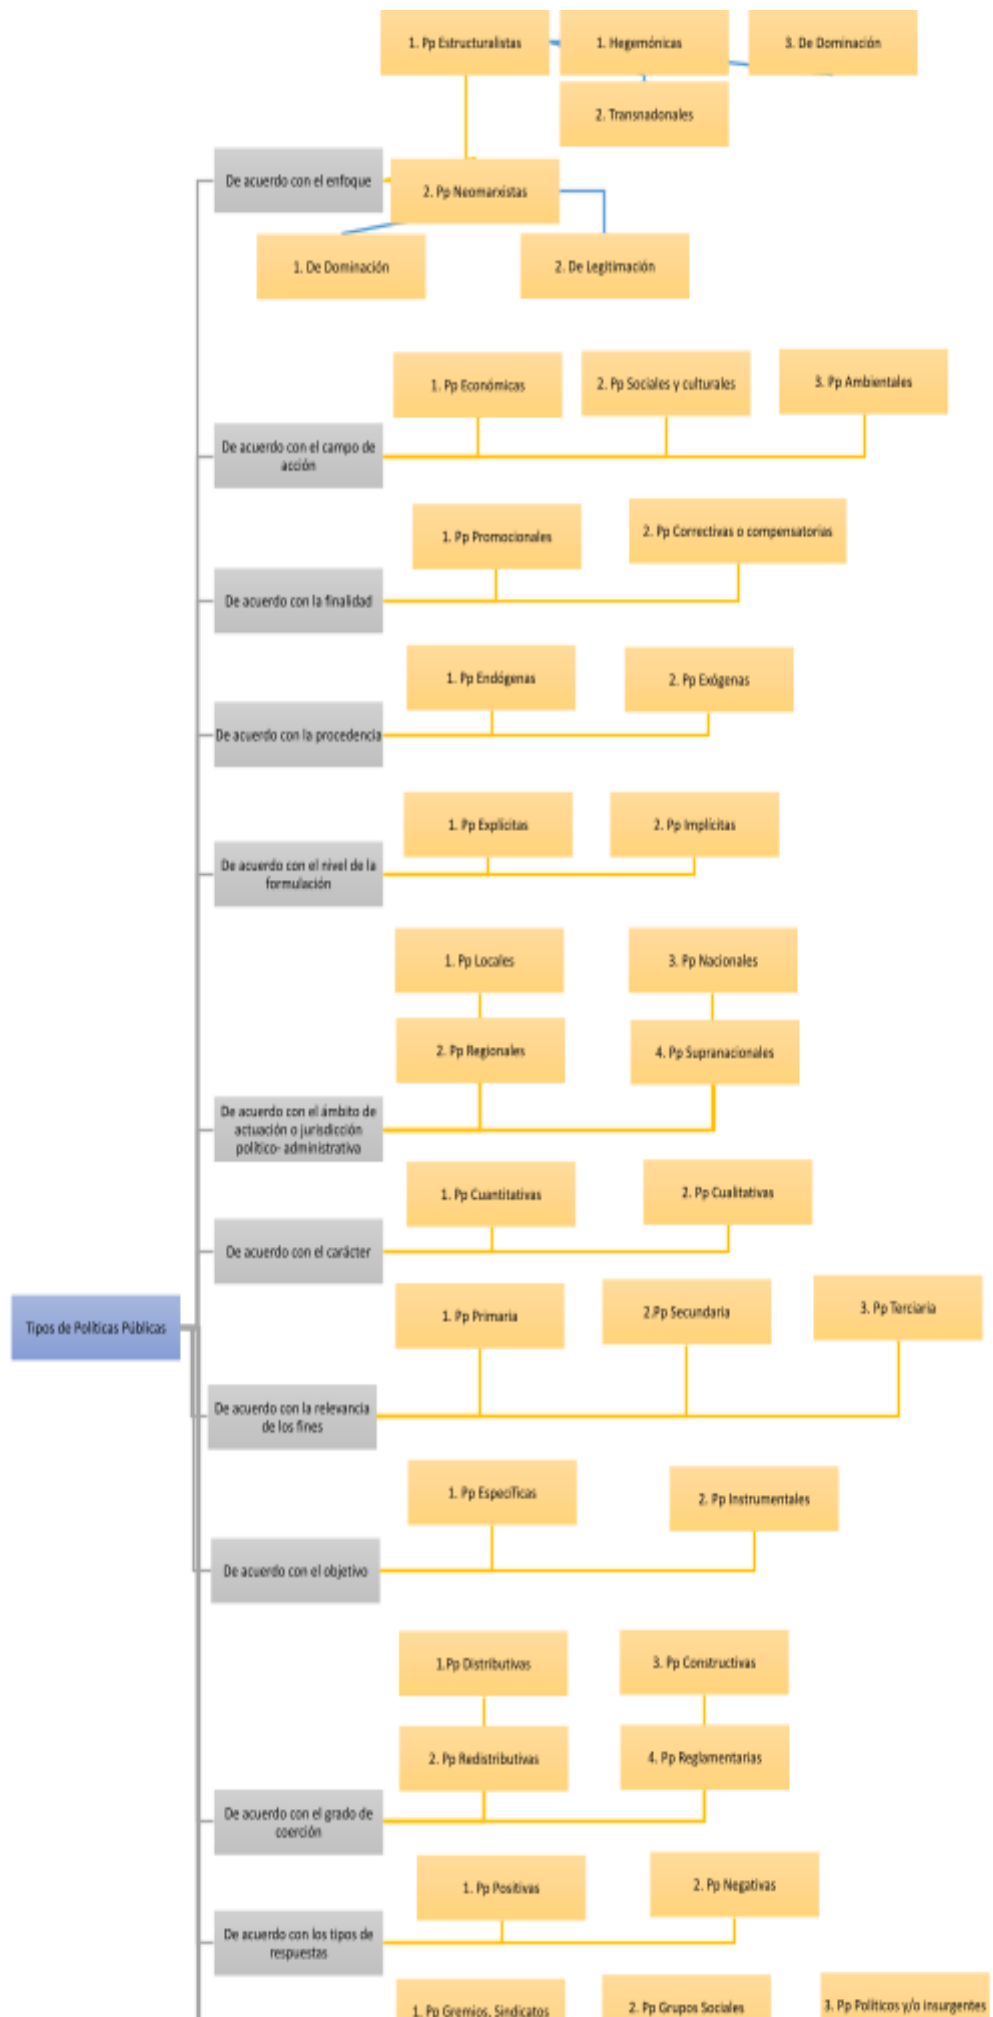 1. Pp Estructuralistas
1. Hegemónicas
3. De Dominación
2. Transnadonales
De acuerdo con el enfoque
2. Pp Neomarxistas
1. De Dominación
2. De Legitimación
1. Pp Económicas
2. Pp Sociales y culturales
3. Pp Ambientales
De acuerdo con el campo de
acción
1. Pp Promocionales
2. Pp Correctivas o compensatorias
De acuerdo con la finalidad
1. Pp Endógenas
2. Pp Exógenas
De acuerdo con la procedencia
1. Pp Explícitas
2. Pp Implícitas
De acuerdo con el nivel de la
formulación
1. Pp Locales
3. Pp Nacionales
2. Pp Regionales
4. Pp Supranacionales
De acuerdo con el ámbito de
actuación o jurisdicción
político- administrativa
1. Pp Cuantitativas
2. Pp Cualitativas
De acuerdo con el carácter
Tipos de Políticas Públicas
1. Pp Primaria
2.Pp Secundaria
3. Pp Terciaria
De acuerdo con la relevancia
de los fines
1. Pp Específicas
2. Pp Instrumentales
De acuerdo con el objetivo
1.Pp Distributivas
3. Pp Constructivas
2. Pp Redistributivas
4. Pp Reglamentarias
De acuerdo con el grado de
coerción
1. Pp Positivas
2. Pp Negativas
De acuerdo con los tipos de
respuestas
1. Pp Gremios, Sindicatos
2. Pp Grupos Sociales
3. Pp Políticos y/o insurgentes